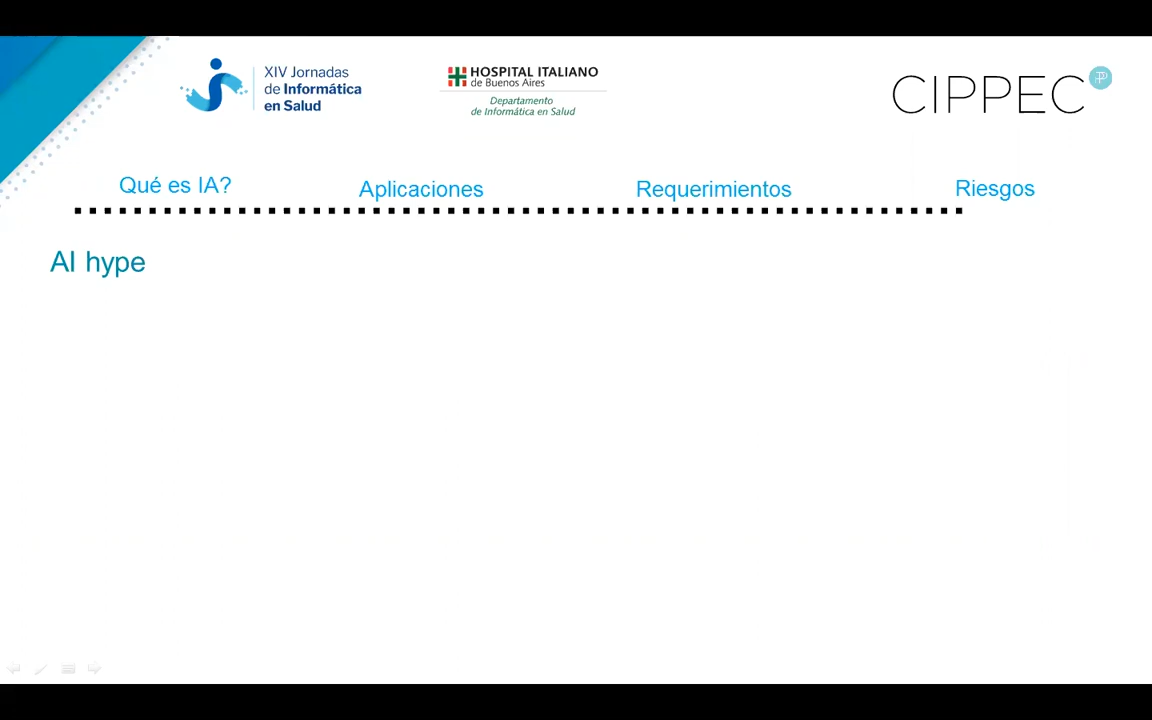 XIV Jornadas
de Informática
en Salud
HOSPITAL ITALIANO
de Buenos Aires
Departamento
de Informática en Salud
CIPPEC
Qué es IA?
Aplicaciones
Requerimientos
Riesgos
AI hype